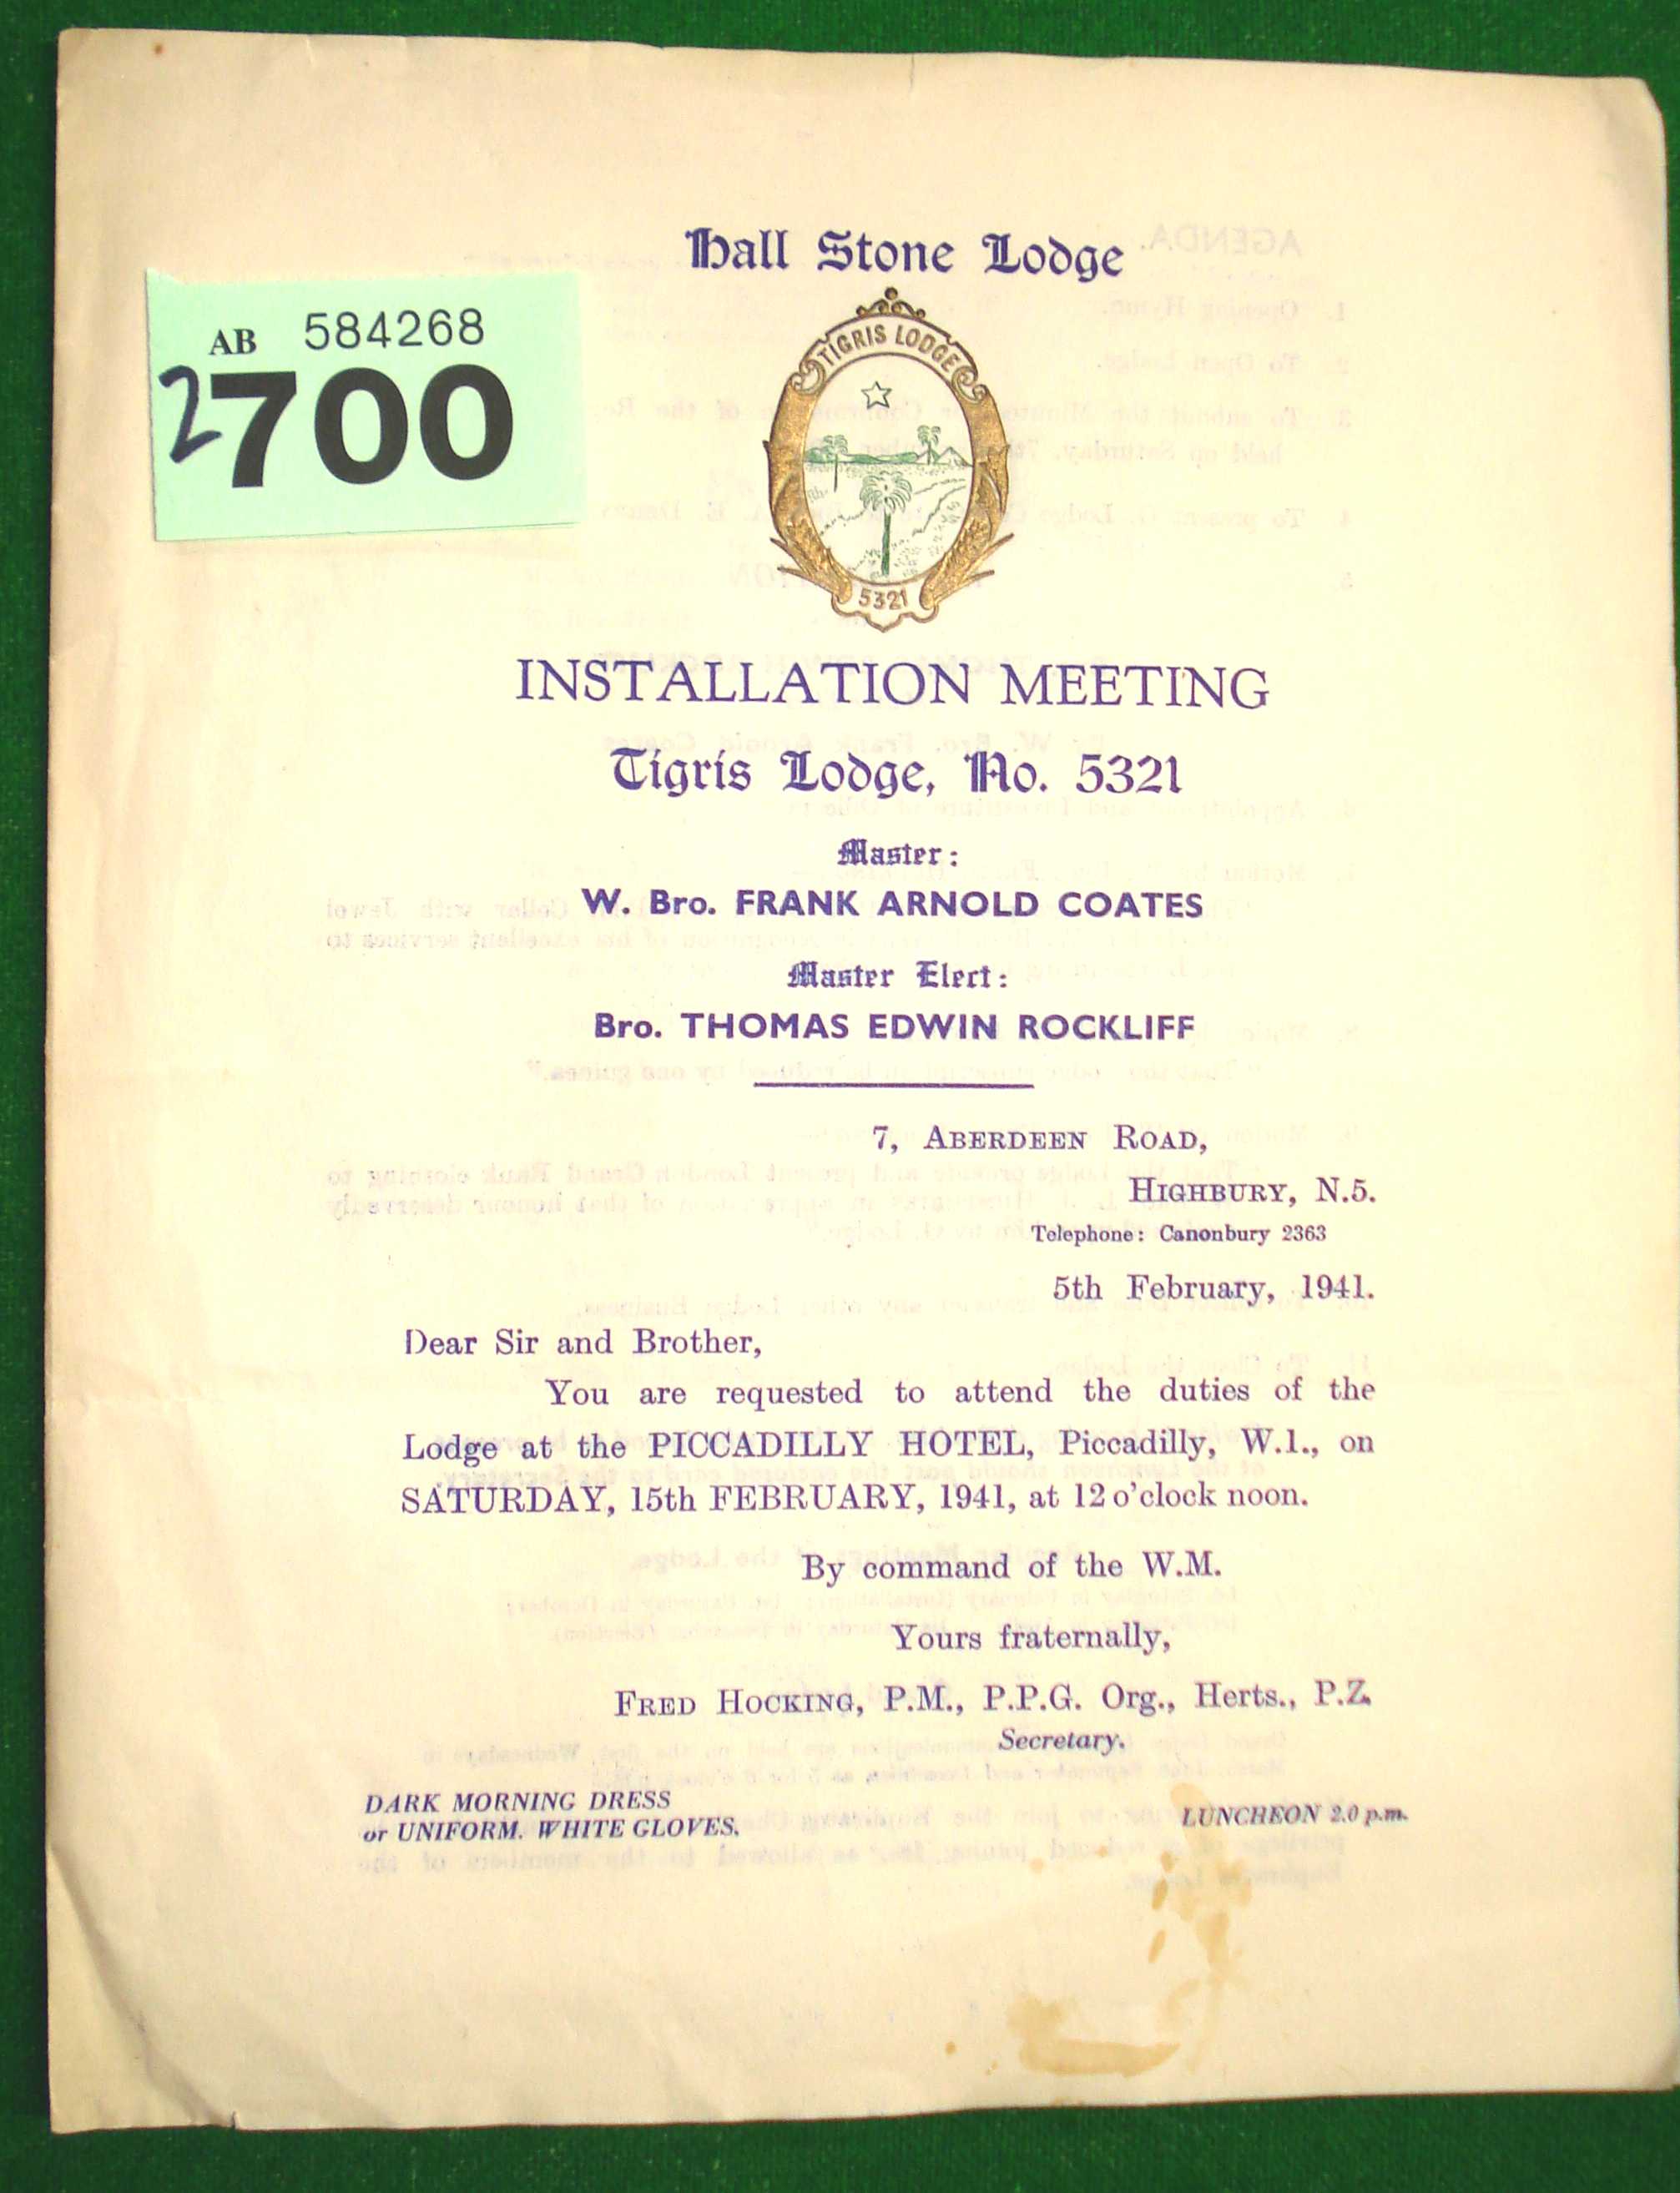 Hall Stone Lodge
AB 584268
2700
TIGRIS LODGE
5321
INSTALLATION MEETING
Tigris Lodge, No. 5321
Master:
W. Bro. FRANK ARNOLD COATES
Master Elect:
Bro. THOMAS EDWIN ROCKLIFF
7, ABERDEEN ROAD,
HIGHBURY, N.5.
Telephone: Canonbury 2363
5th February, 1941.
Dear Sir and Brother,
You are requested to attend the duties of the
Lodge at the PICCADILLY HOTEL, Piccadilly, W.1., on
SATURDAY, 15th FEBRUARY, 1941, at 12 o'clock noon.
By command of the W.M.
Yours fraternally,
FRED HOCKING, P.M., P.P.G. Org., Herts., P.Z.
Secretary.
DARK MORNING DRESS
or UNIFORM. WHITE GLOVES.
LUNCHEON 2.0 p.m.